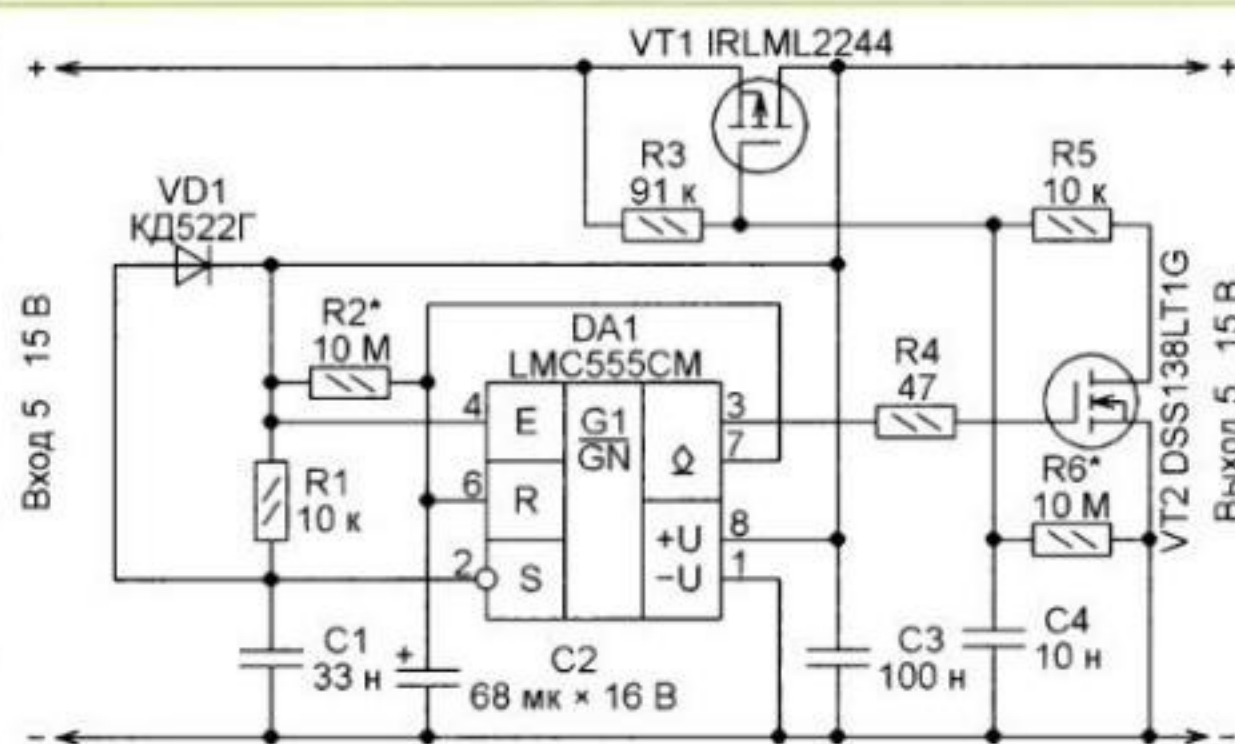 VT1 IRLML2244
+
+
R3
91 к
R5
10 к
VD1
КД522Г
R2*
10 М
DA1
LMC555CM
R4
47
4
E
G1
GN
3
7
6
R
R1
10 к
R6*
10 М
8
+U
2
S
-U
1
C1
33 н
+
C2
68 мк × 16 В
C3
100 н
C4
10 н
-
-
Вход 5 15 В
VT2 DSS138LT1G
Выход 5 15 В